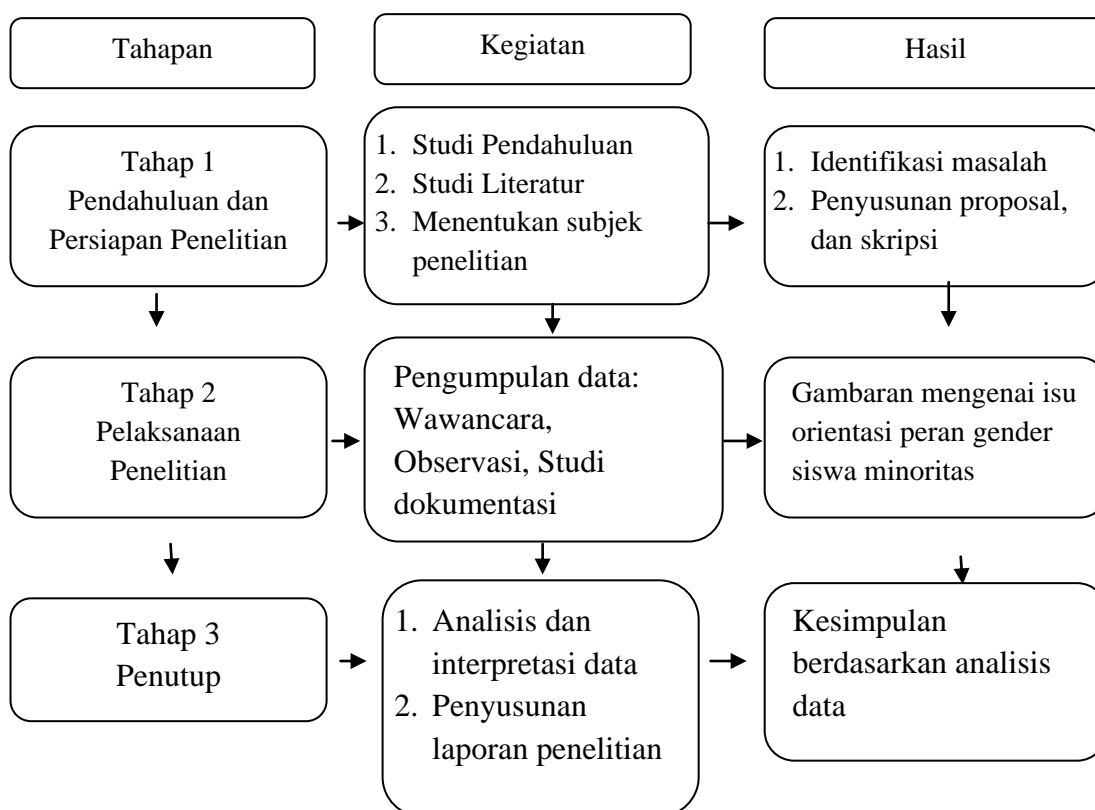 Tahapan
Kegiatan
Hasil
Tahap 1
Pendahuluan dan
Persiapan Penelitian
1. Studi Pendahuluan
2. Studi Literatur
3. Menentukan subjek
penelitian
1. Identifikasi masalah
2. Penyusunan proposal,
dan skripsi
Tahap 2
Pelaksanaan
Penelitian
Pengumpulan data:
Wawancara,
Observasi, Studi
dokumentasi
Gambaran mengenai isu
orientasi peran gender
siswa minoritas
Tahap 3
Penutup
1. Analisis dan
interpretasi data
2. Penyusunan
laporan penelitian
Kesimpulan
berdasarkan analisis
data